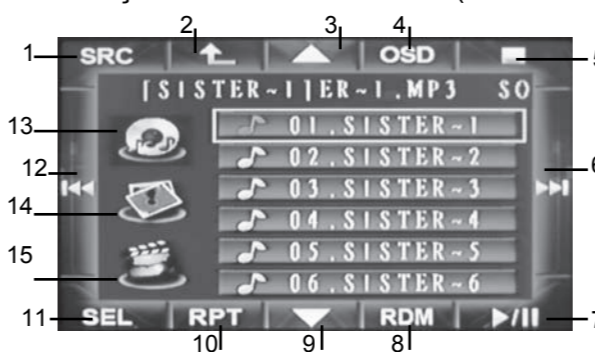 2 3 4
1 SRC OSD 5
[SISTER~1]ER~1.MP3 SO
13 01.SISTER~1
02.SISTER~2
12 03.SISTER~3 6
14 04.SISTER~4
15 05.SISTER~5
06.SISTER~6
11 SEL RPT RDM 7
10 9 8